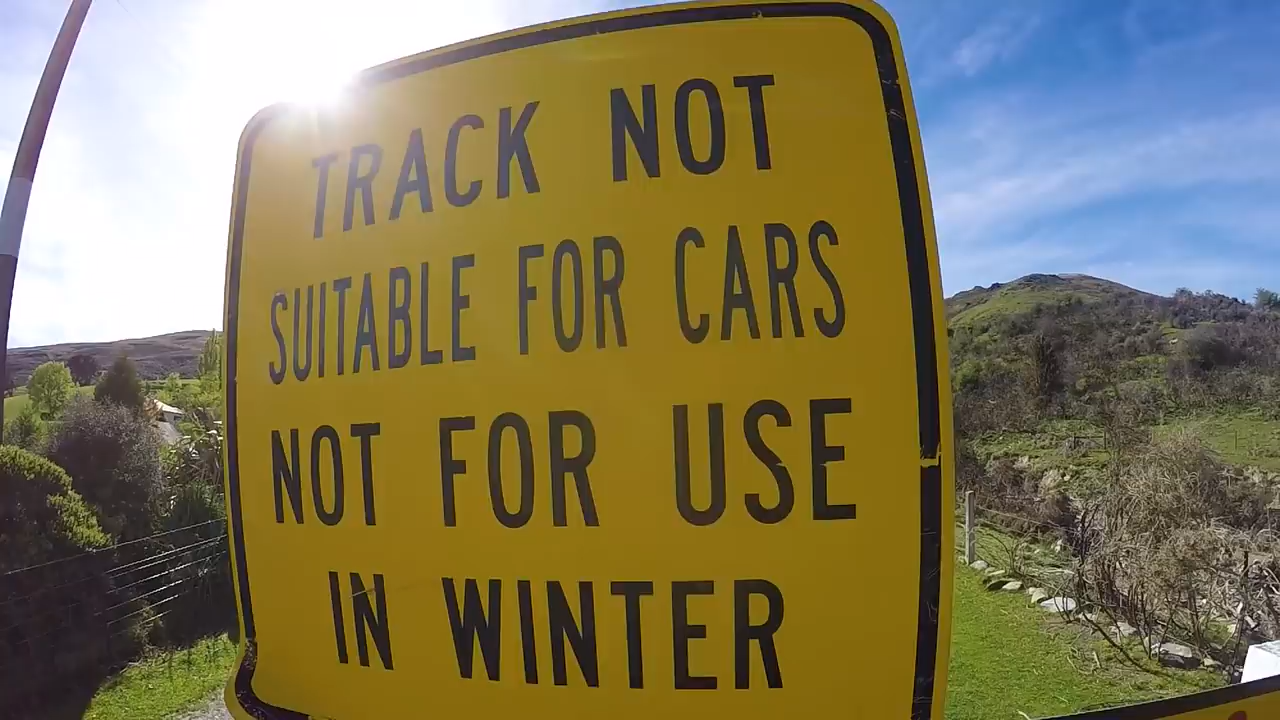 TRACK NOT
SUITABLE FOR CARS
NOT FOR USE
IN WINTER